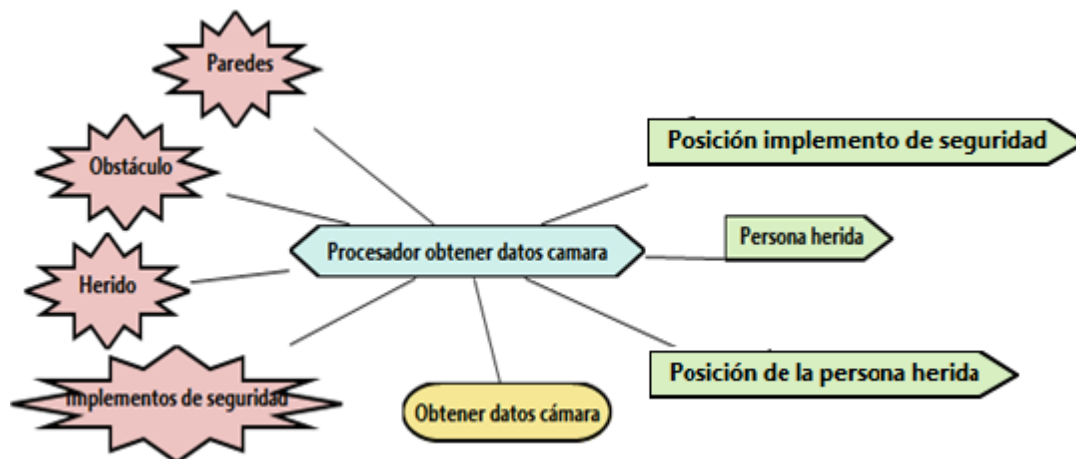 Paredes
Posición implemento de seguridad
Obstáculo
Procesador obtener datos camara
Persona herida
Herido
Posición de la persona herida
Implementos de seguridad
Obtener datos cámara